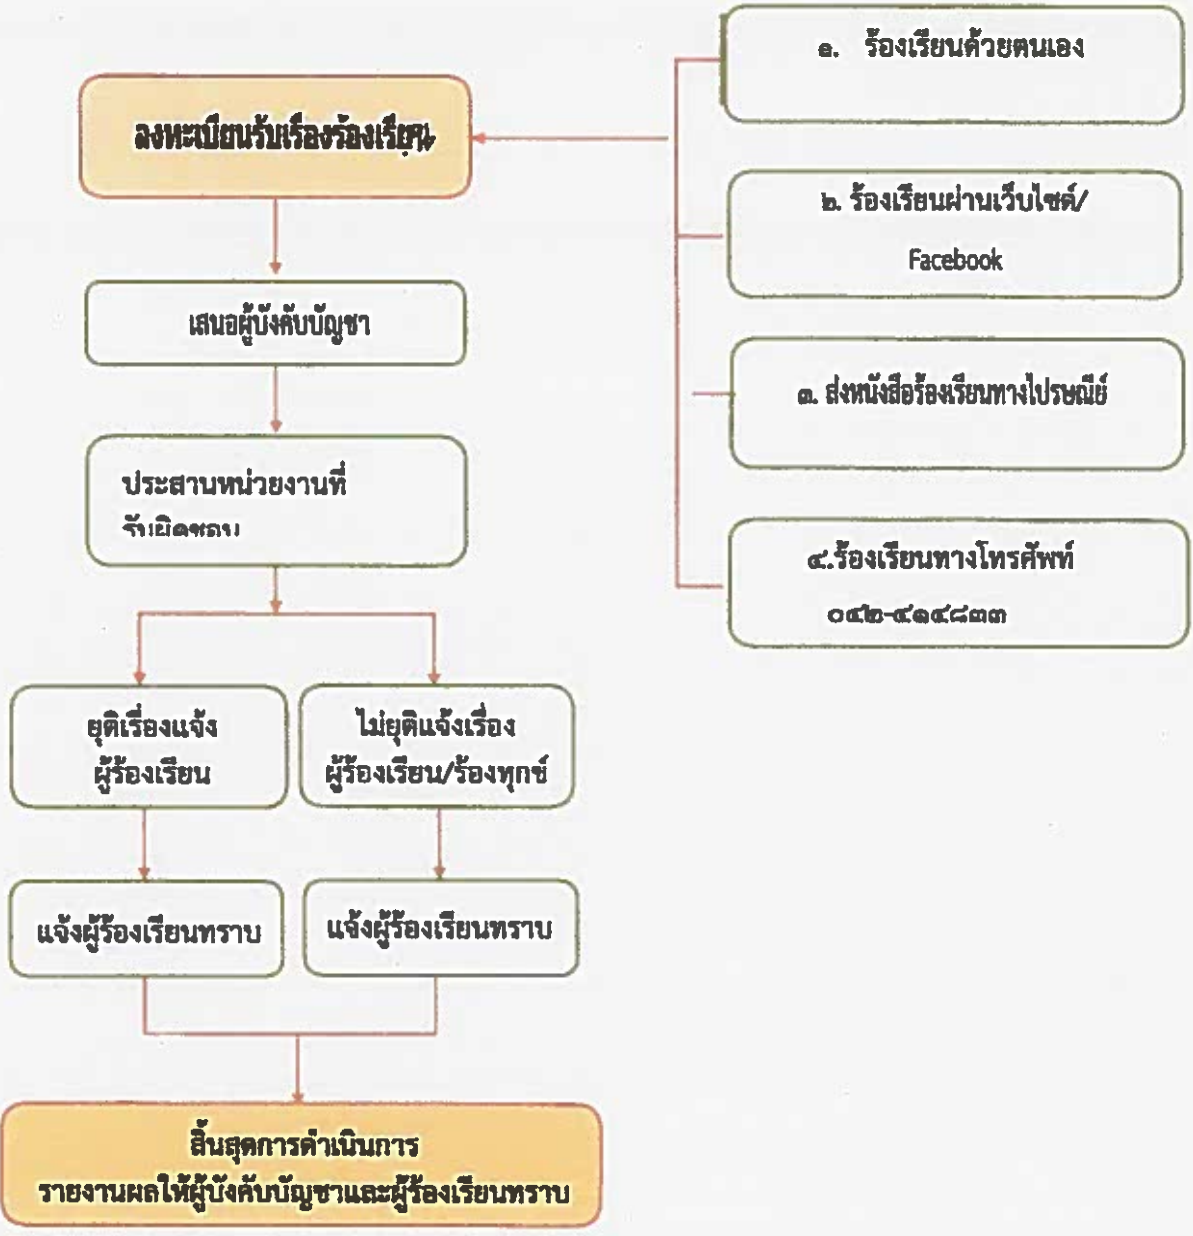 ๑. ร้องเรียนด้วยตนเอง
ลงทะเบียนรับเรื่องร้องเรียน
๒. ร้องเรียนผ่านเว็บไซต์/
Facebook
เสนอผู้บังคับบัญชา
๓. ส่งหนังสือร้องเรียนทางไปรษณีย์
ประสานหน่วยงานที่
รับผิดชอบ
๔.ร้องเรียนทางโทรศัพท์
๐๔๒-๔๑๔๘๓๓
ยุติเรื่องแจ้ง
ผู้ร้องเรียน
ไม่ยุติแจ้งเรื่อง
ผู้ร้องเรียน/ร้องทุกข์
แจ้งผู้ร้องเรียนทราบ
แจ้งผู้ร้องเรียนทราบ
สิ้นสุดการดำเนินการ
รายงานผลให้ผู้บังคับบัญชาและผู้ร้องเรียนทราบ